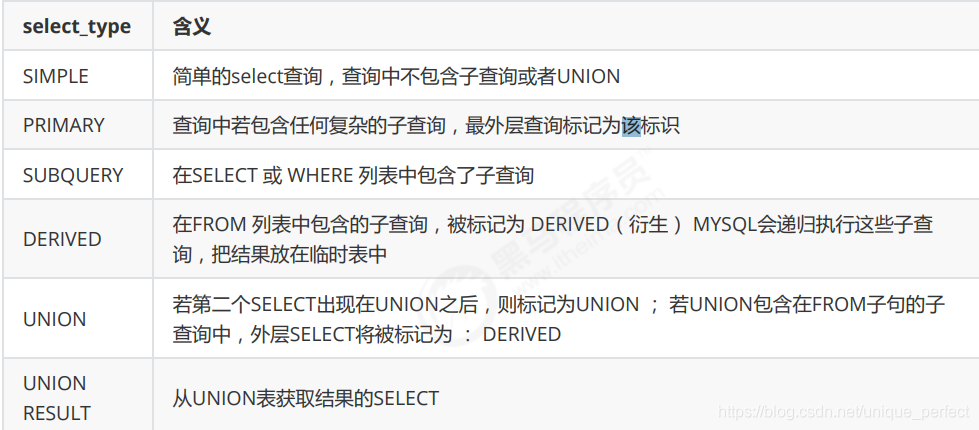 select_type 含义
SIMPLE 简单的select查询，查询中不包含子查询或者UNION
PRIMARY 查询中若包含任何复杂的子查询，最外层查询标记为该标识
SUBQUERY 在SELECT 或 WHERE 列表中包含了子查询
DERIVED 在FROM 列表中包含的子查询，被标记为 DERIVED（衍生） MYSQL会递归执行这些子查
询，把结果放在临时表中
UNION 若第二个SELECT出现在UNION之后，则标记为UNION ； 若UNION包含在FROM子句的子
查询中，外层SELECT将被标记为 ： DERIVED
UNION
RESULT 从UNION表获取结果的SELECT
黑马程序员
www.itheima.com
https://blog.csdn.net/unique_perfect